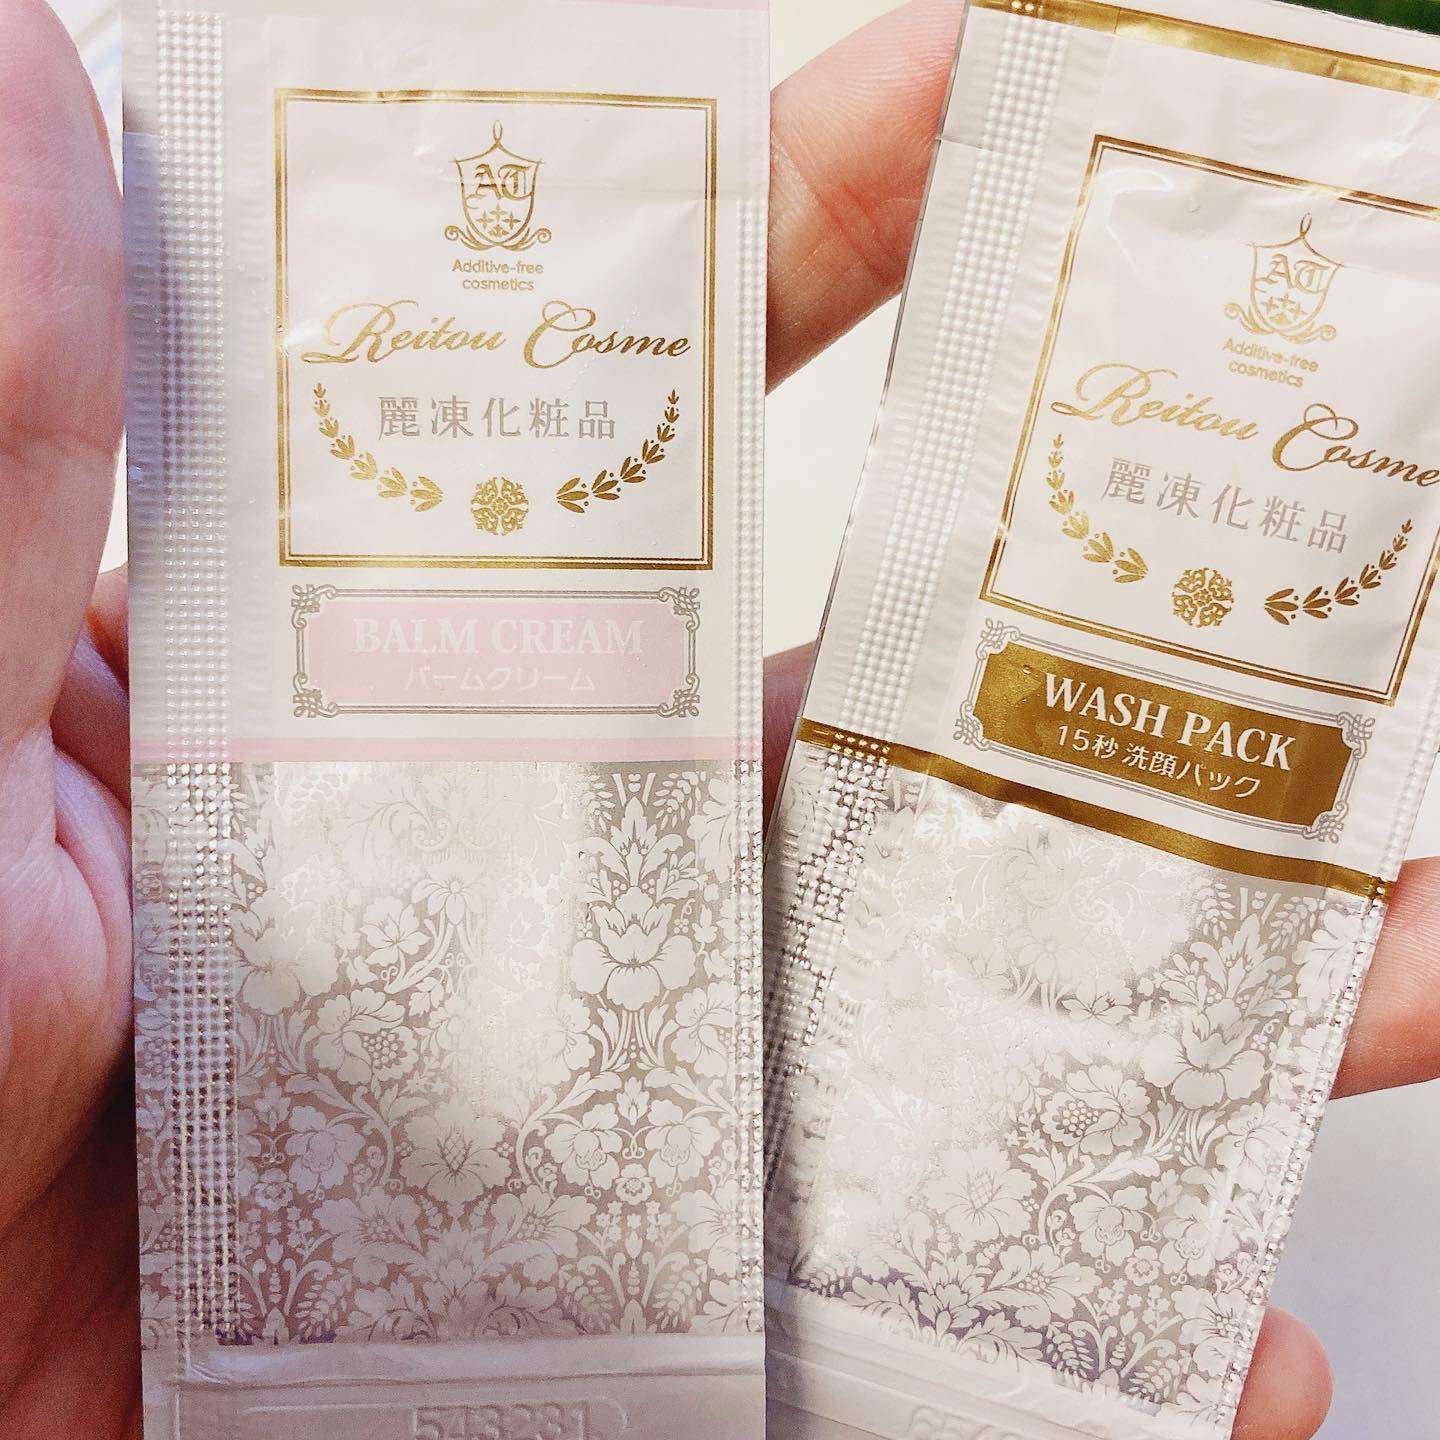 AT
Additive-free
cosmetics
Reitou Cosme
麗凍化粧品
BALM CREAM
バームクリーム
543231
AT
Additive-free
cosmetics
Reitou Cosme
麗凍化粧品
WASH PACK
15秒 洗顔パック